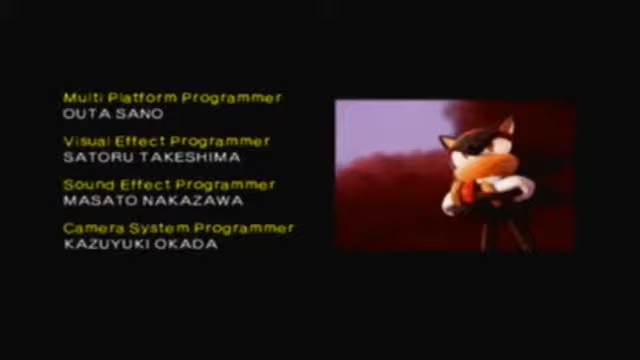 Multi Platform Programmer
OUTA SANO
Visual Effect Programmer
SATORU TAKESHIMA
Sound Effect Programmer
MASATO NAKAZAWA
Camera System Programmer
KAZUYUKI OKADA